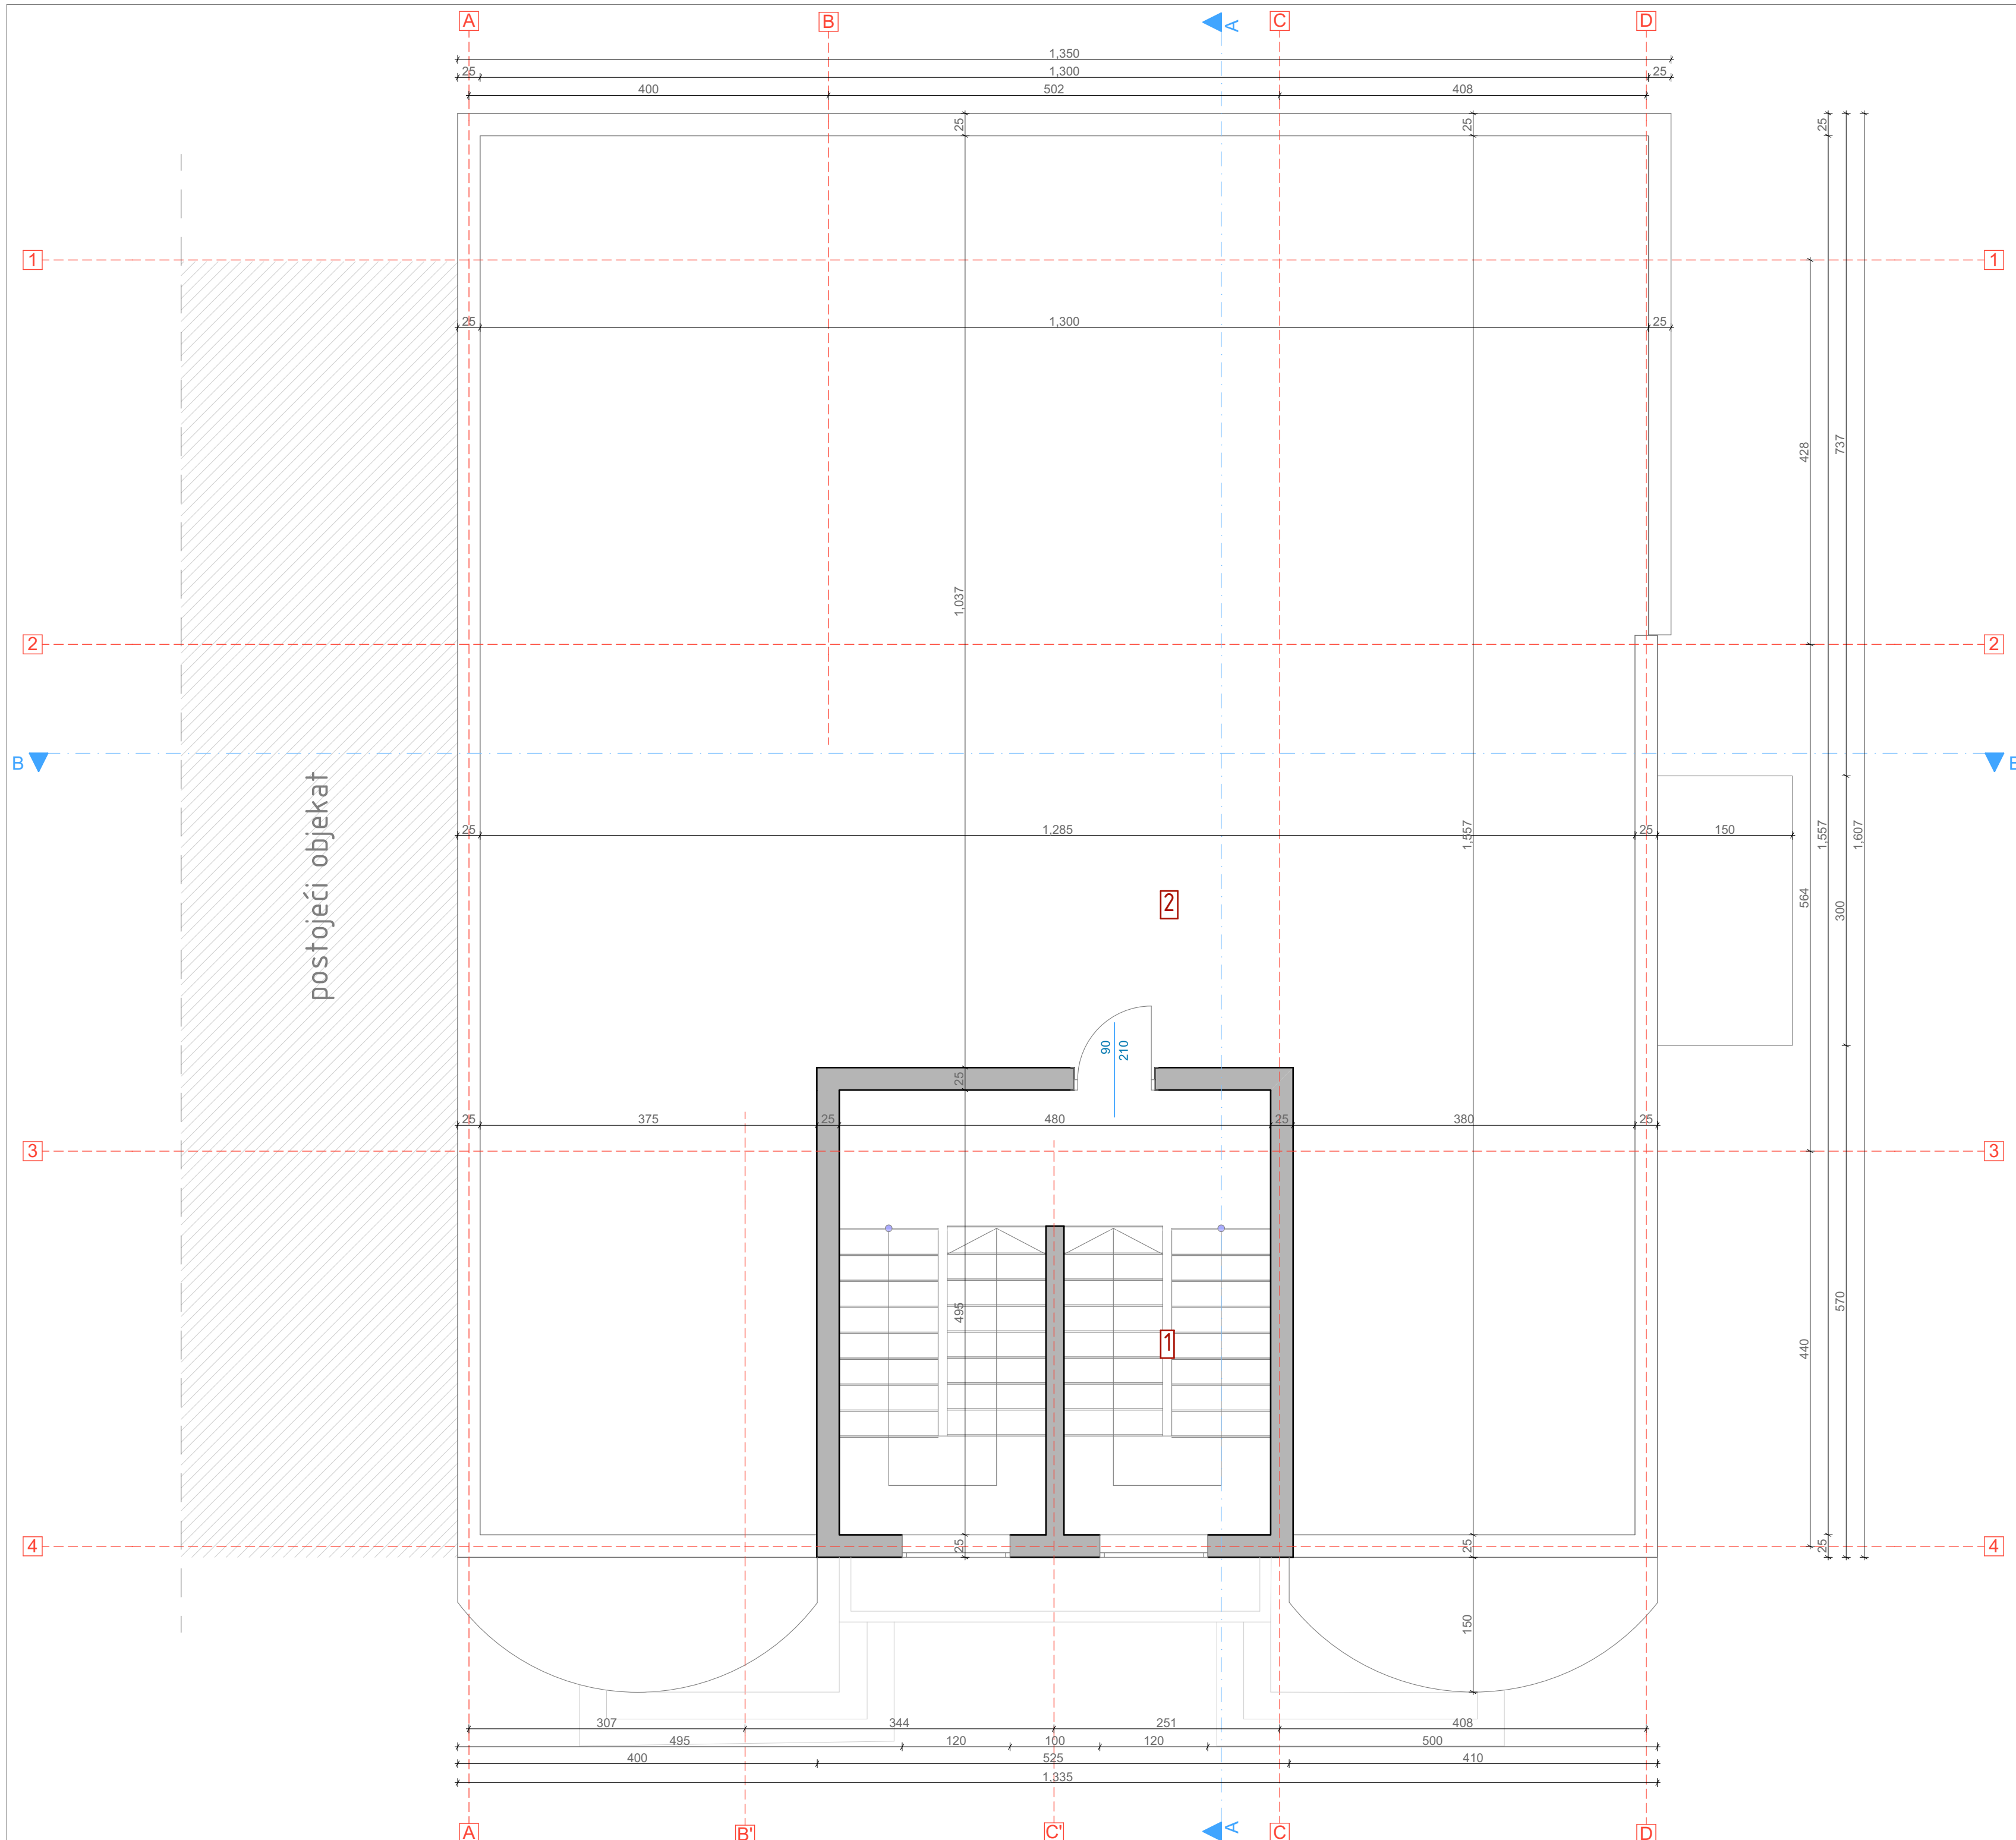 A B A C D
1,350
25 1,300 25
400 502 408
25 25 25
1 1
25 1,300 25
428 737
1,037
2 2
B B
postojeći objekat
25 1,285 1,557 25 150 1,557 1,607
2
564 300
90
210
25
25 375 25 480 25 380 25
3 3
495 1 570
440
4 25 25 25 4
150
307 344 251 408
495 120 100 120 500
400 525 410
1,335
A B' C' A C D